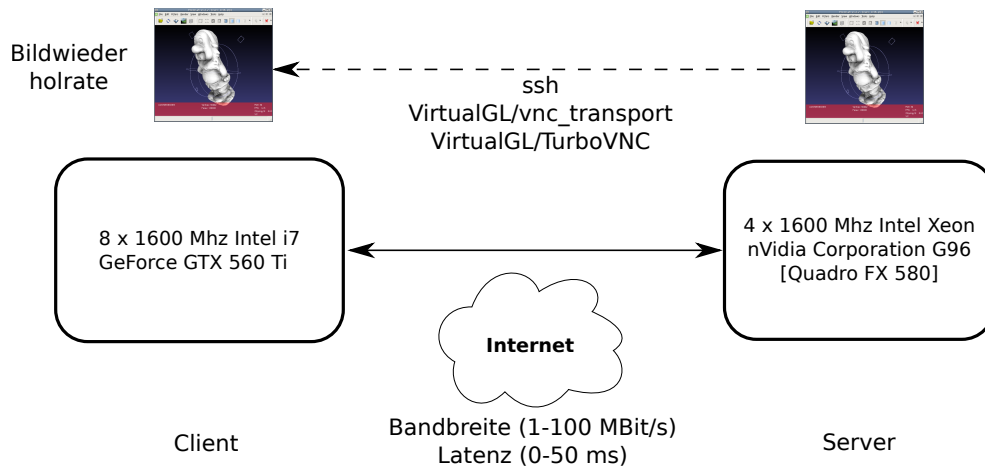 Bildwieder
holrate
ssh
VirtualGL/vnc_transport
VirtualGL/TurboVNC
8 x 1600 Mhz Intel i7
GeForce GTX 560 Ti
4 x 1600 Mhz Intel Xeon
nVidia Corporation G96
[Quadro FX 580]
Internet
Bandbreite (1-100 MBit/s)
Latenz (0-50 ms)
Client
Server